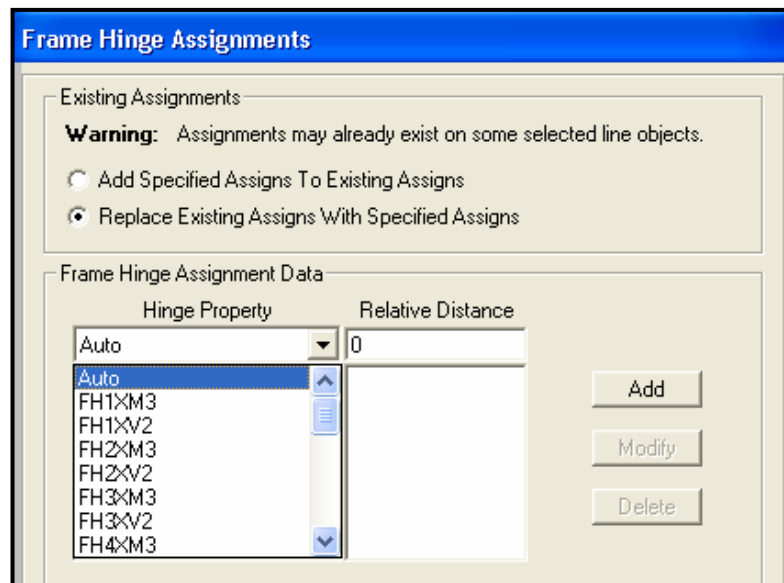 Frame Hinge Assignments
Existing Assignments
Warning: Assignments may already exist on some selected line objects.
Add Specified Assigns To Existing Assigns
Replace Existing Assigns With Specified Assigns
Frame Hinge Assignment Data
Hinge Property Relative Distance
Auto 0
Auto
FH1XM3
FH1XV2
FH2XM3
FH2XV2
FH3XM3
FH3XV2
FH4XM3
Add
Modify
Delete